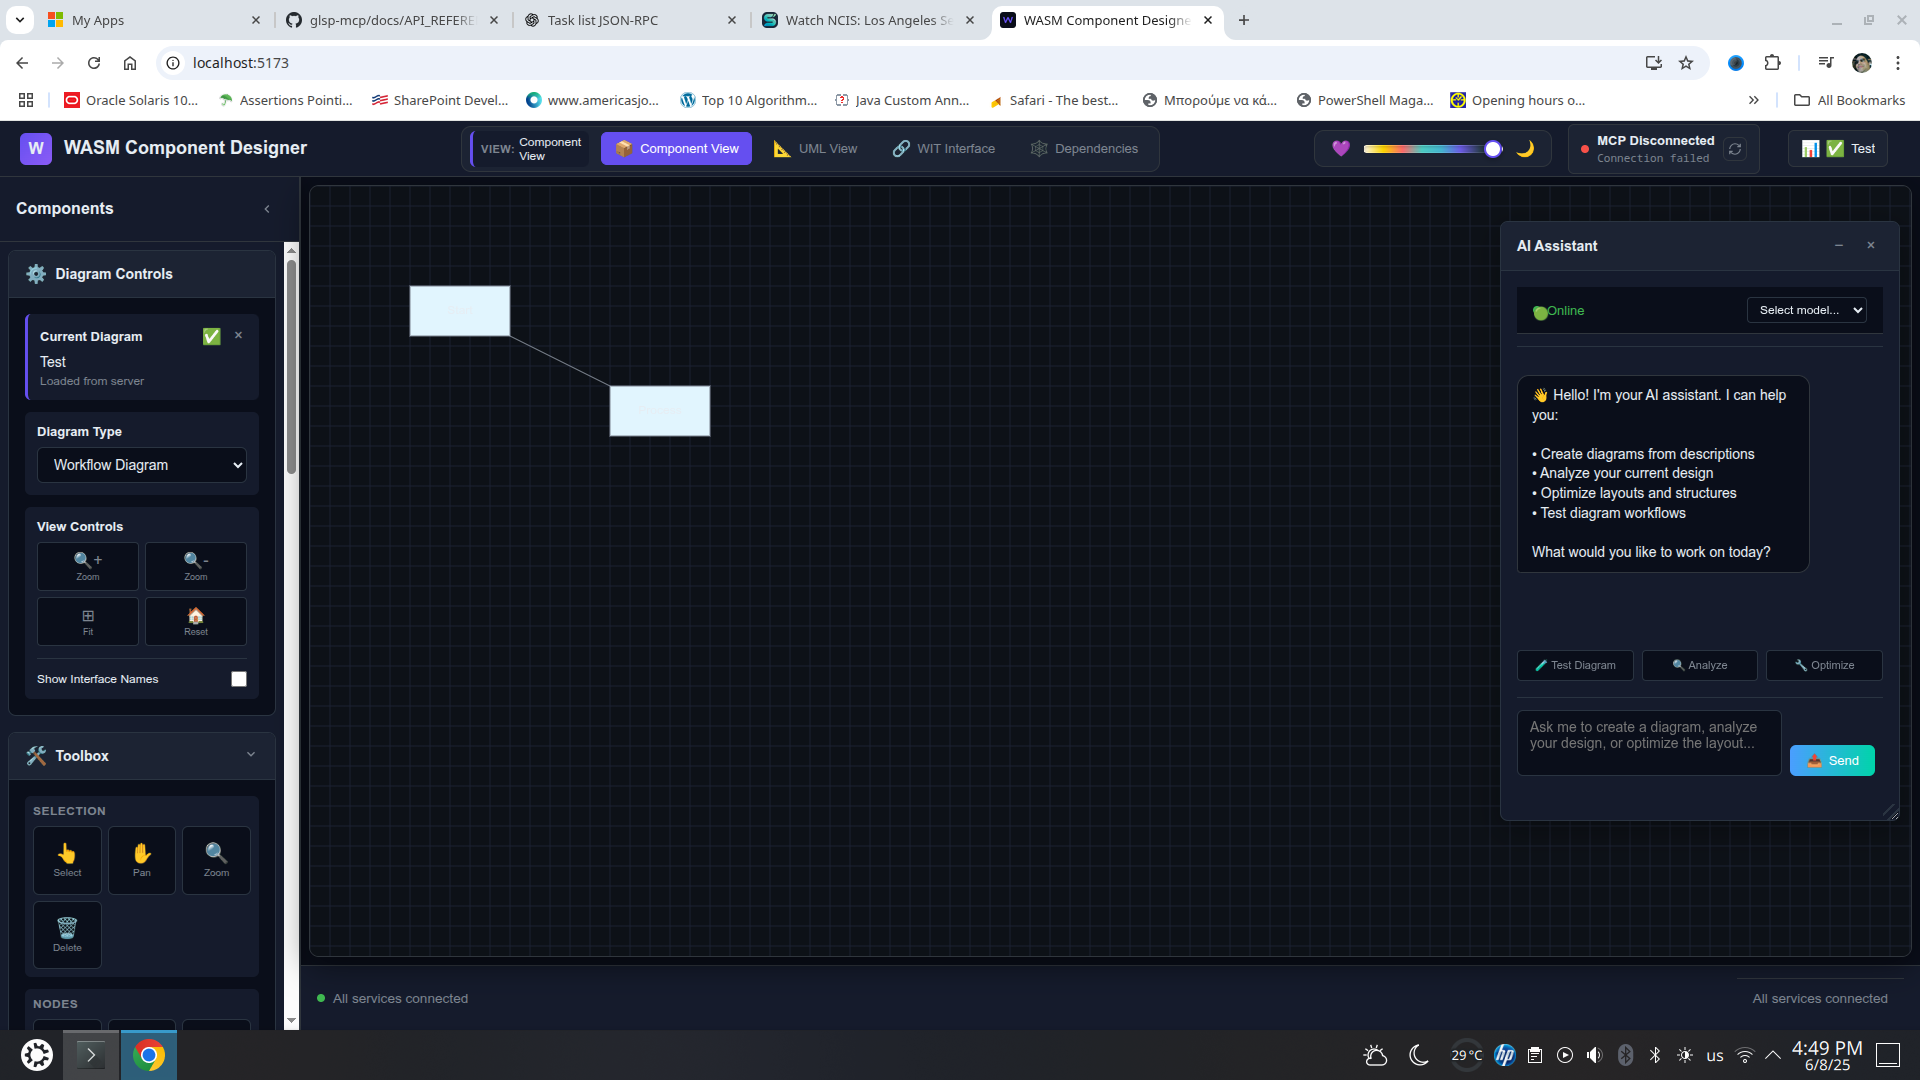 My Apps
glsp-mcp/docs/API_REFERE
Task list JSON-RPC
Watch NCIS: Los Angeles Se
WASM Component Designe
localhost:5173
Oracle Solaris 10...
Assertions Pointi...
SharePoint Devel...
www.americasjo...
Top 10 Algorithm...
Java Custom Ann...
Safari - The best...
Μπορούμε να κά...
PowerShell Maga...
Opening hours o...
All Bookmarks
W
WASM Component Designer
VIEW:
Component
View
Component View
UML View
WIT Interface
Dependencies
MCP Disconnected
Connection failed
Test
Components
Diagram Controls
Current Diagram
Test
Loaded from server
Diagram Type
Workflow Diagram
View Controls
Zoom
Zoom
Fit
Reset
Show Interface Names
Toolbox
SELECTION
Select
Pan
Zoom
Delete
NODES
AI Assistant
Online
Select model...
👋 Hello! I'm your AI assistant. I can help
you:
• Create diagrams from descriptions
• Analyze your current design
• Optimize layouts and structures
• Test diagram workflows
What would you like to work on today?
Test Diagram
Analyze
Optimize
Ask me to create a diagram, analyze
your design, or optimize the layout...
Send
All services connected
All services connected
29 °C
hp
us
4:49 PM
6/8/25